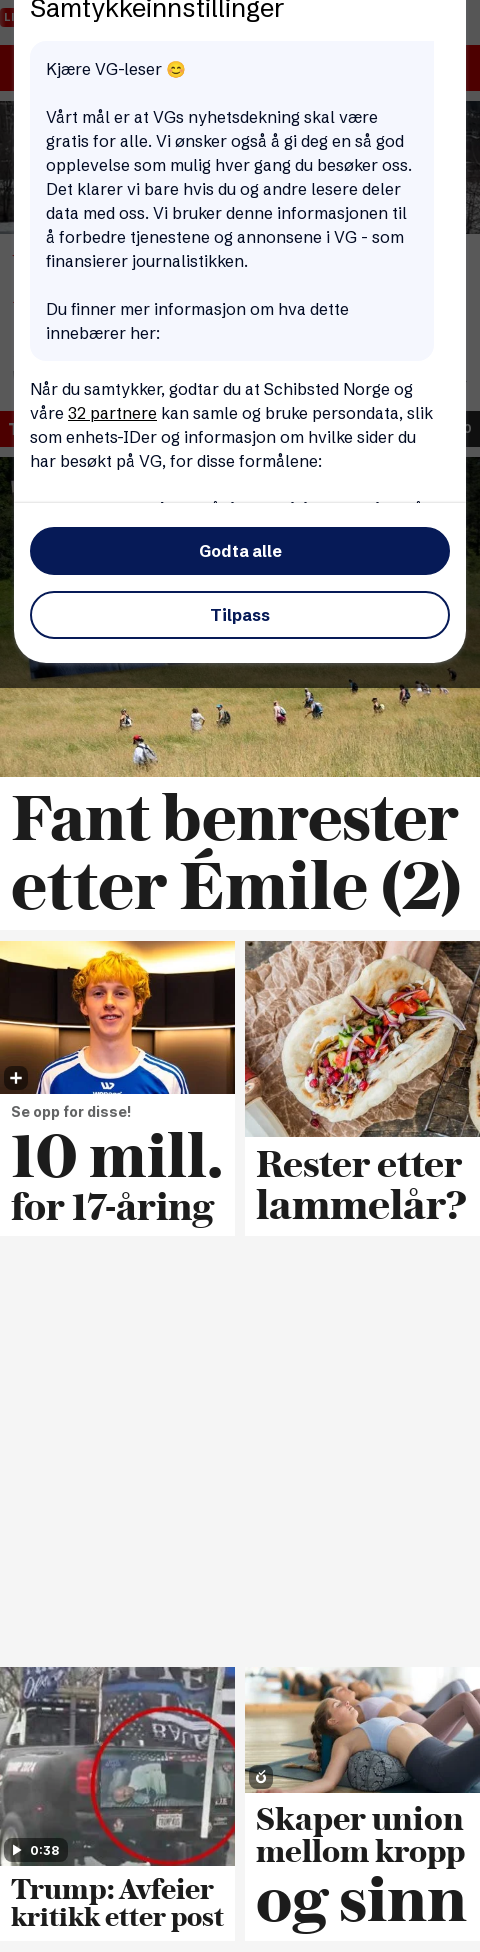 Samtykkeinnstillinger
Kjære VG-leser 😊
Vårt mål er at VGs nyhetsdekning skal være
gratis for alle. Vi ønsker også å gi deg en så god
opplevelse som mulig hver gang du besøker oss.
Det klarer vi bare hvis du og andre lesere deler
data med oss. Vi bruker denne informasjonen til
å forbedre tjenestene og annonsene i VG - som
finansierer journalistikken.
Du finner mer informasjon om hva dette
innebærer her:
Når du samtykker, godtar du at Schibsted Norge og
våre 32 partnere kan samle og bruke persondata, slik
som enhets-IDer og informasjon om hvilke sider du
har besøkt på VG, for disse formålene:
Godta alle
Tilpass
Fant benrester
etter Émile (2)
Se opp for disse!
10 mill.
for 17-åring
Rester etter
lammelår?
0:38
Trump: Avfeier
kritikk etter post
Skaper union
mellom kropp
og sinn